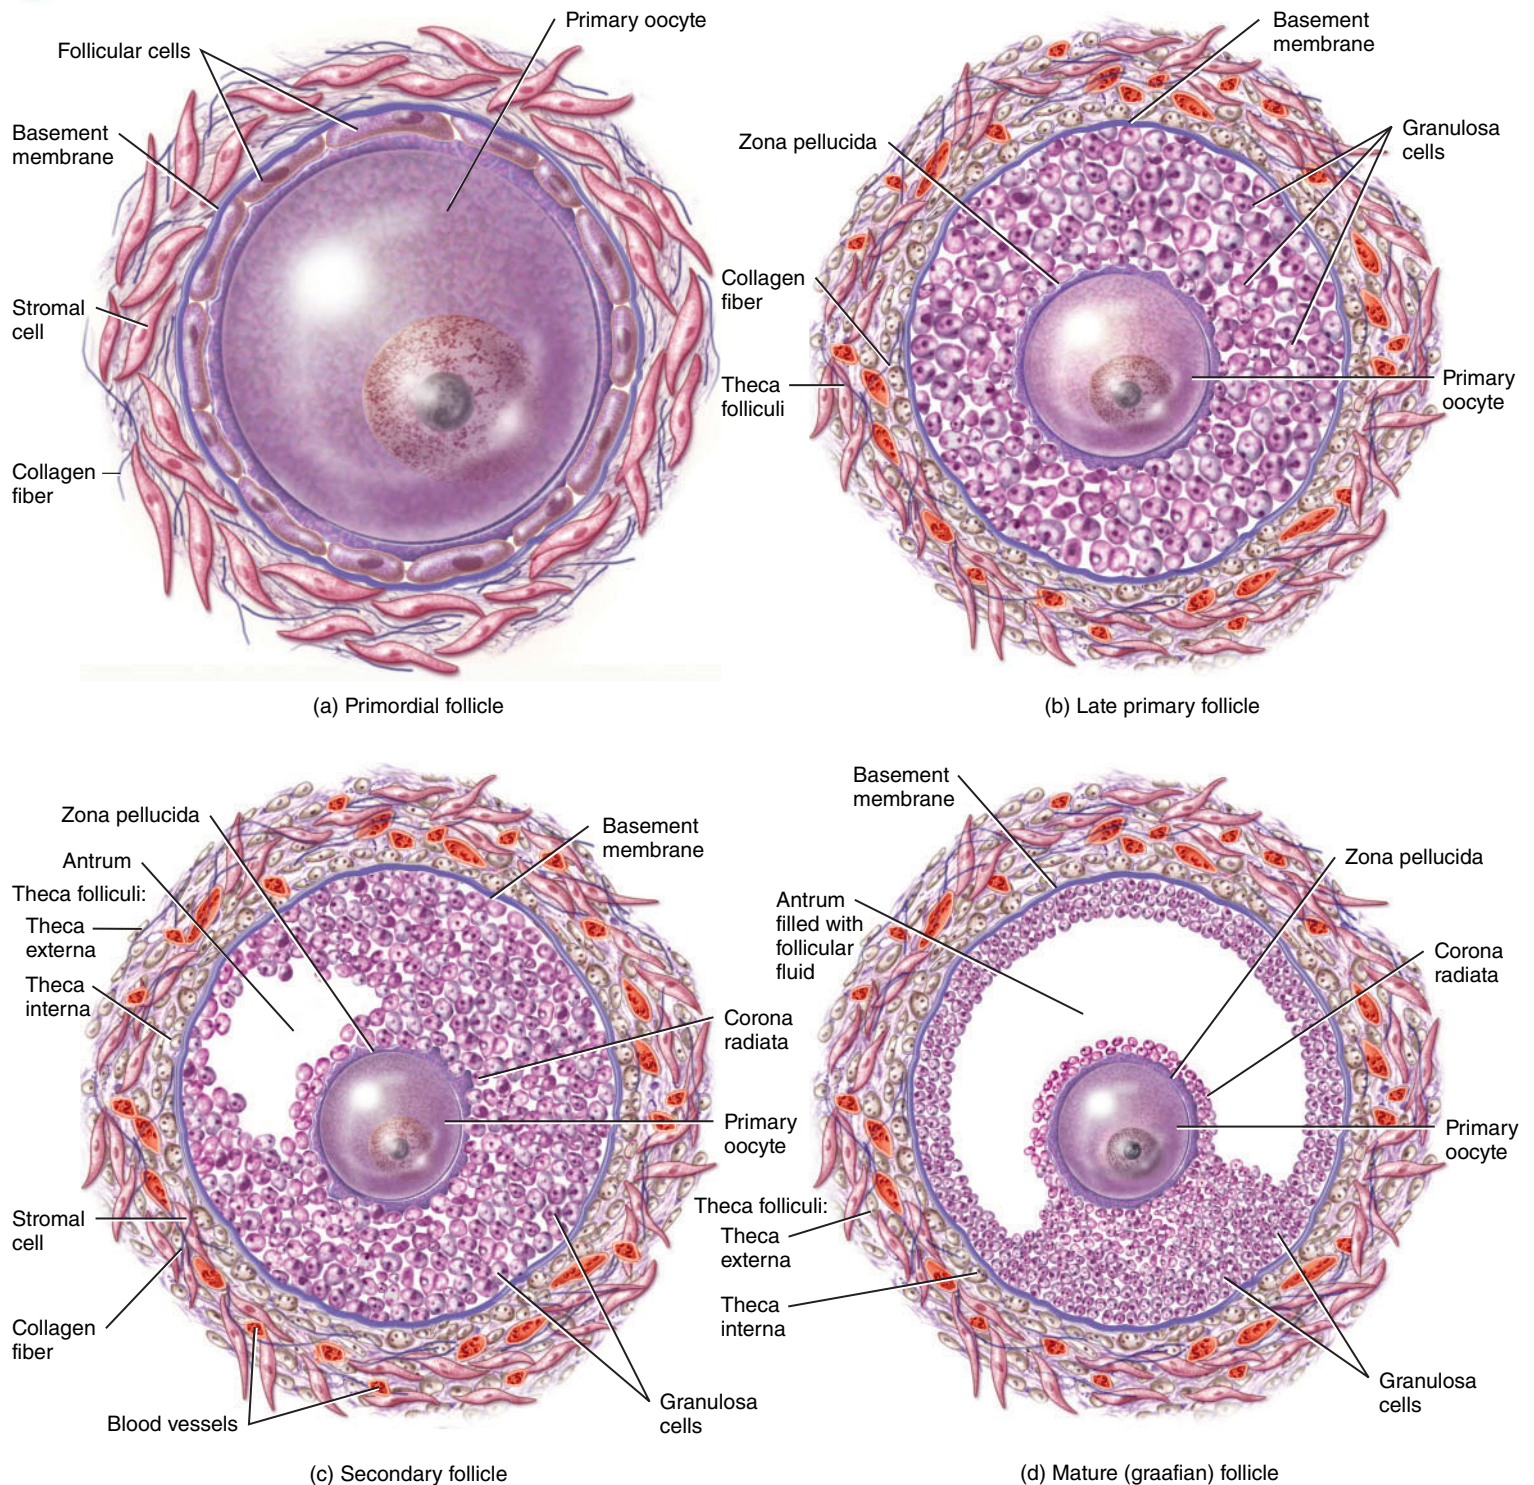 Primary oocyte
Follicular cells
Basement
membrane
Stromal
cell
Collagen
fiber
(a) Primordial follicle
Basement
membrane
Zona pellucida
Granulosa
cells
Collagen
fiber
Theca
folliculi
Primary
oocyte
(b) Late primary follicle
Zona pellucida
Antrum
Theca folliculi:
Theca
externa
Theca
interna
Basement
membrane
Corona
radiata
Primary
oocyte
Stromal
cell
Collagen
fiber
Blood vessels
Granulosa
cells
(c) Secondary follicle
Basement
membrane
Antrum
filled with
follicular
fluid
Zona pellucida
Corona
radiata
Primary
oocyte
Theca folliculi:
Theca
externa
Theca
interna
Granulosa
cells
(d) Mature (graafian) follicle